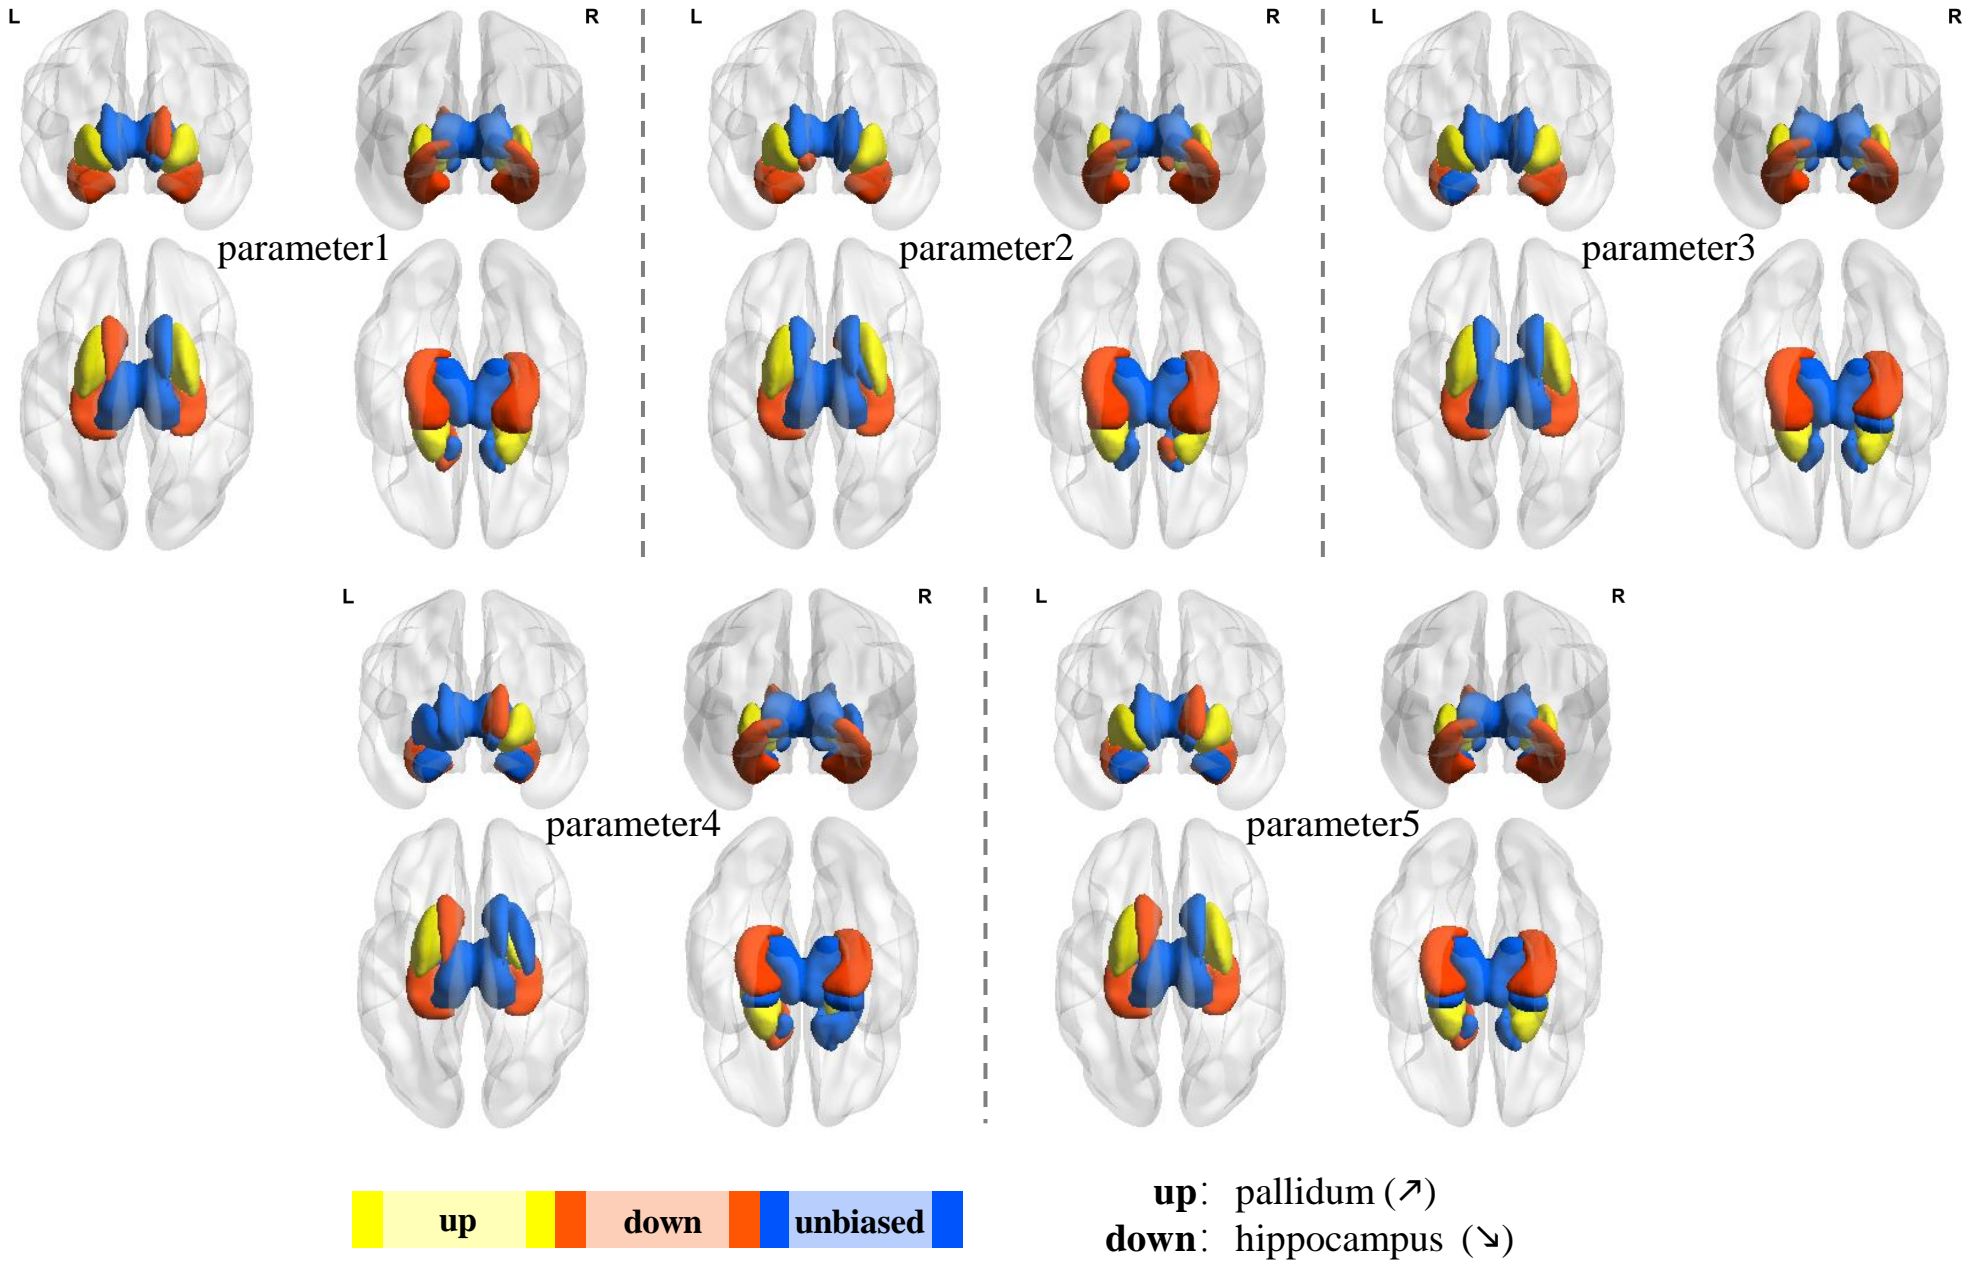 L R L R L R
parameter1 parameter2 parameter3
L R L R
parameter4 parameter5
up down unbiased
up: pallidum (↗)
down: hippocampus (↘)